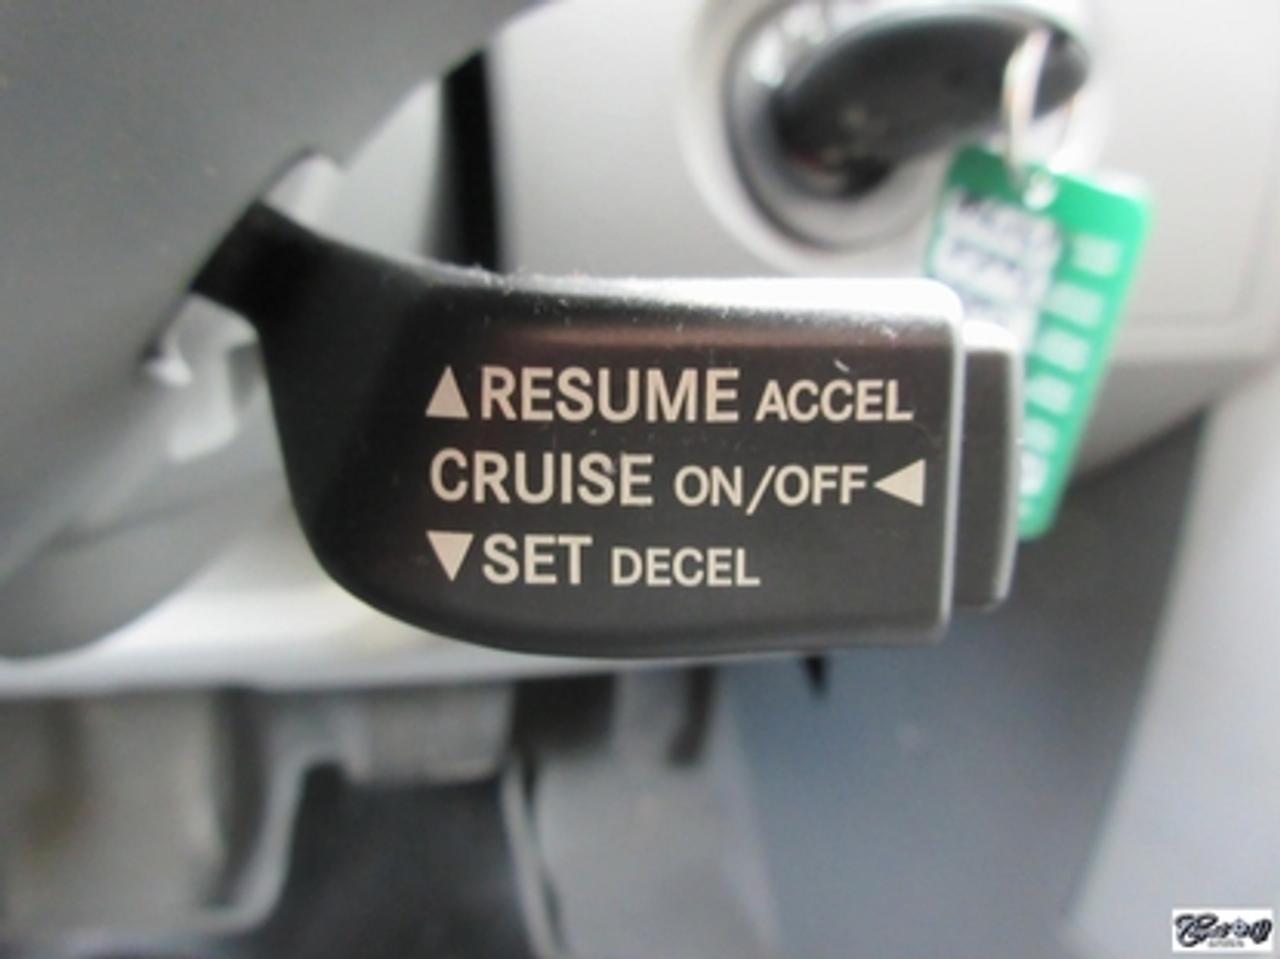 ▲RESUME ACCEL
CRUISE ON/OFF◀
▼SET DECEL